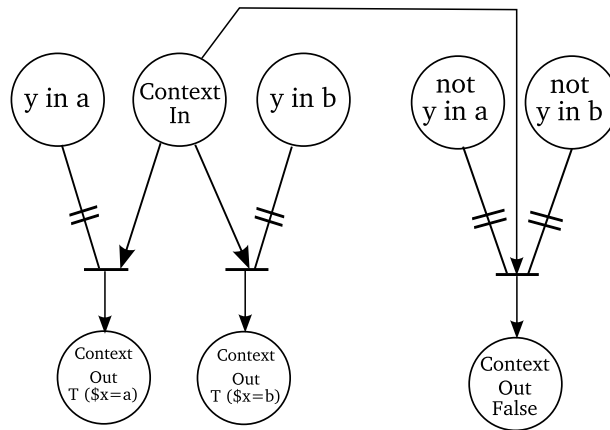 y in a
Context
In
y in b
not
y in a
not
y in b
Context
Out
T ($x=a)
Context
Out
T ($x=b)
Context
Out
False